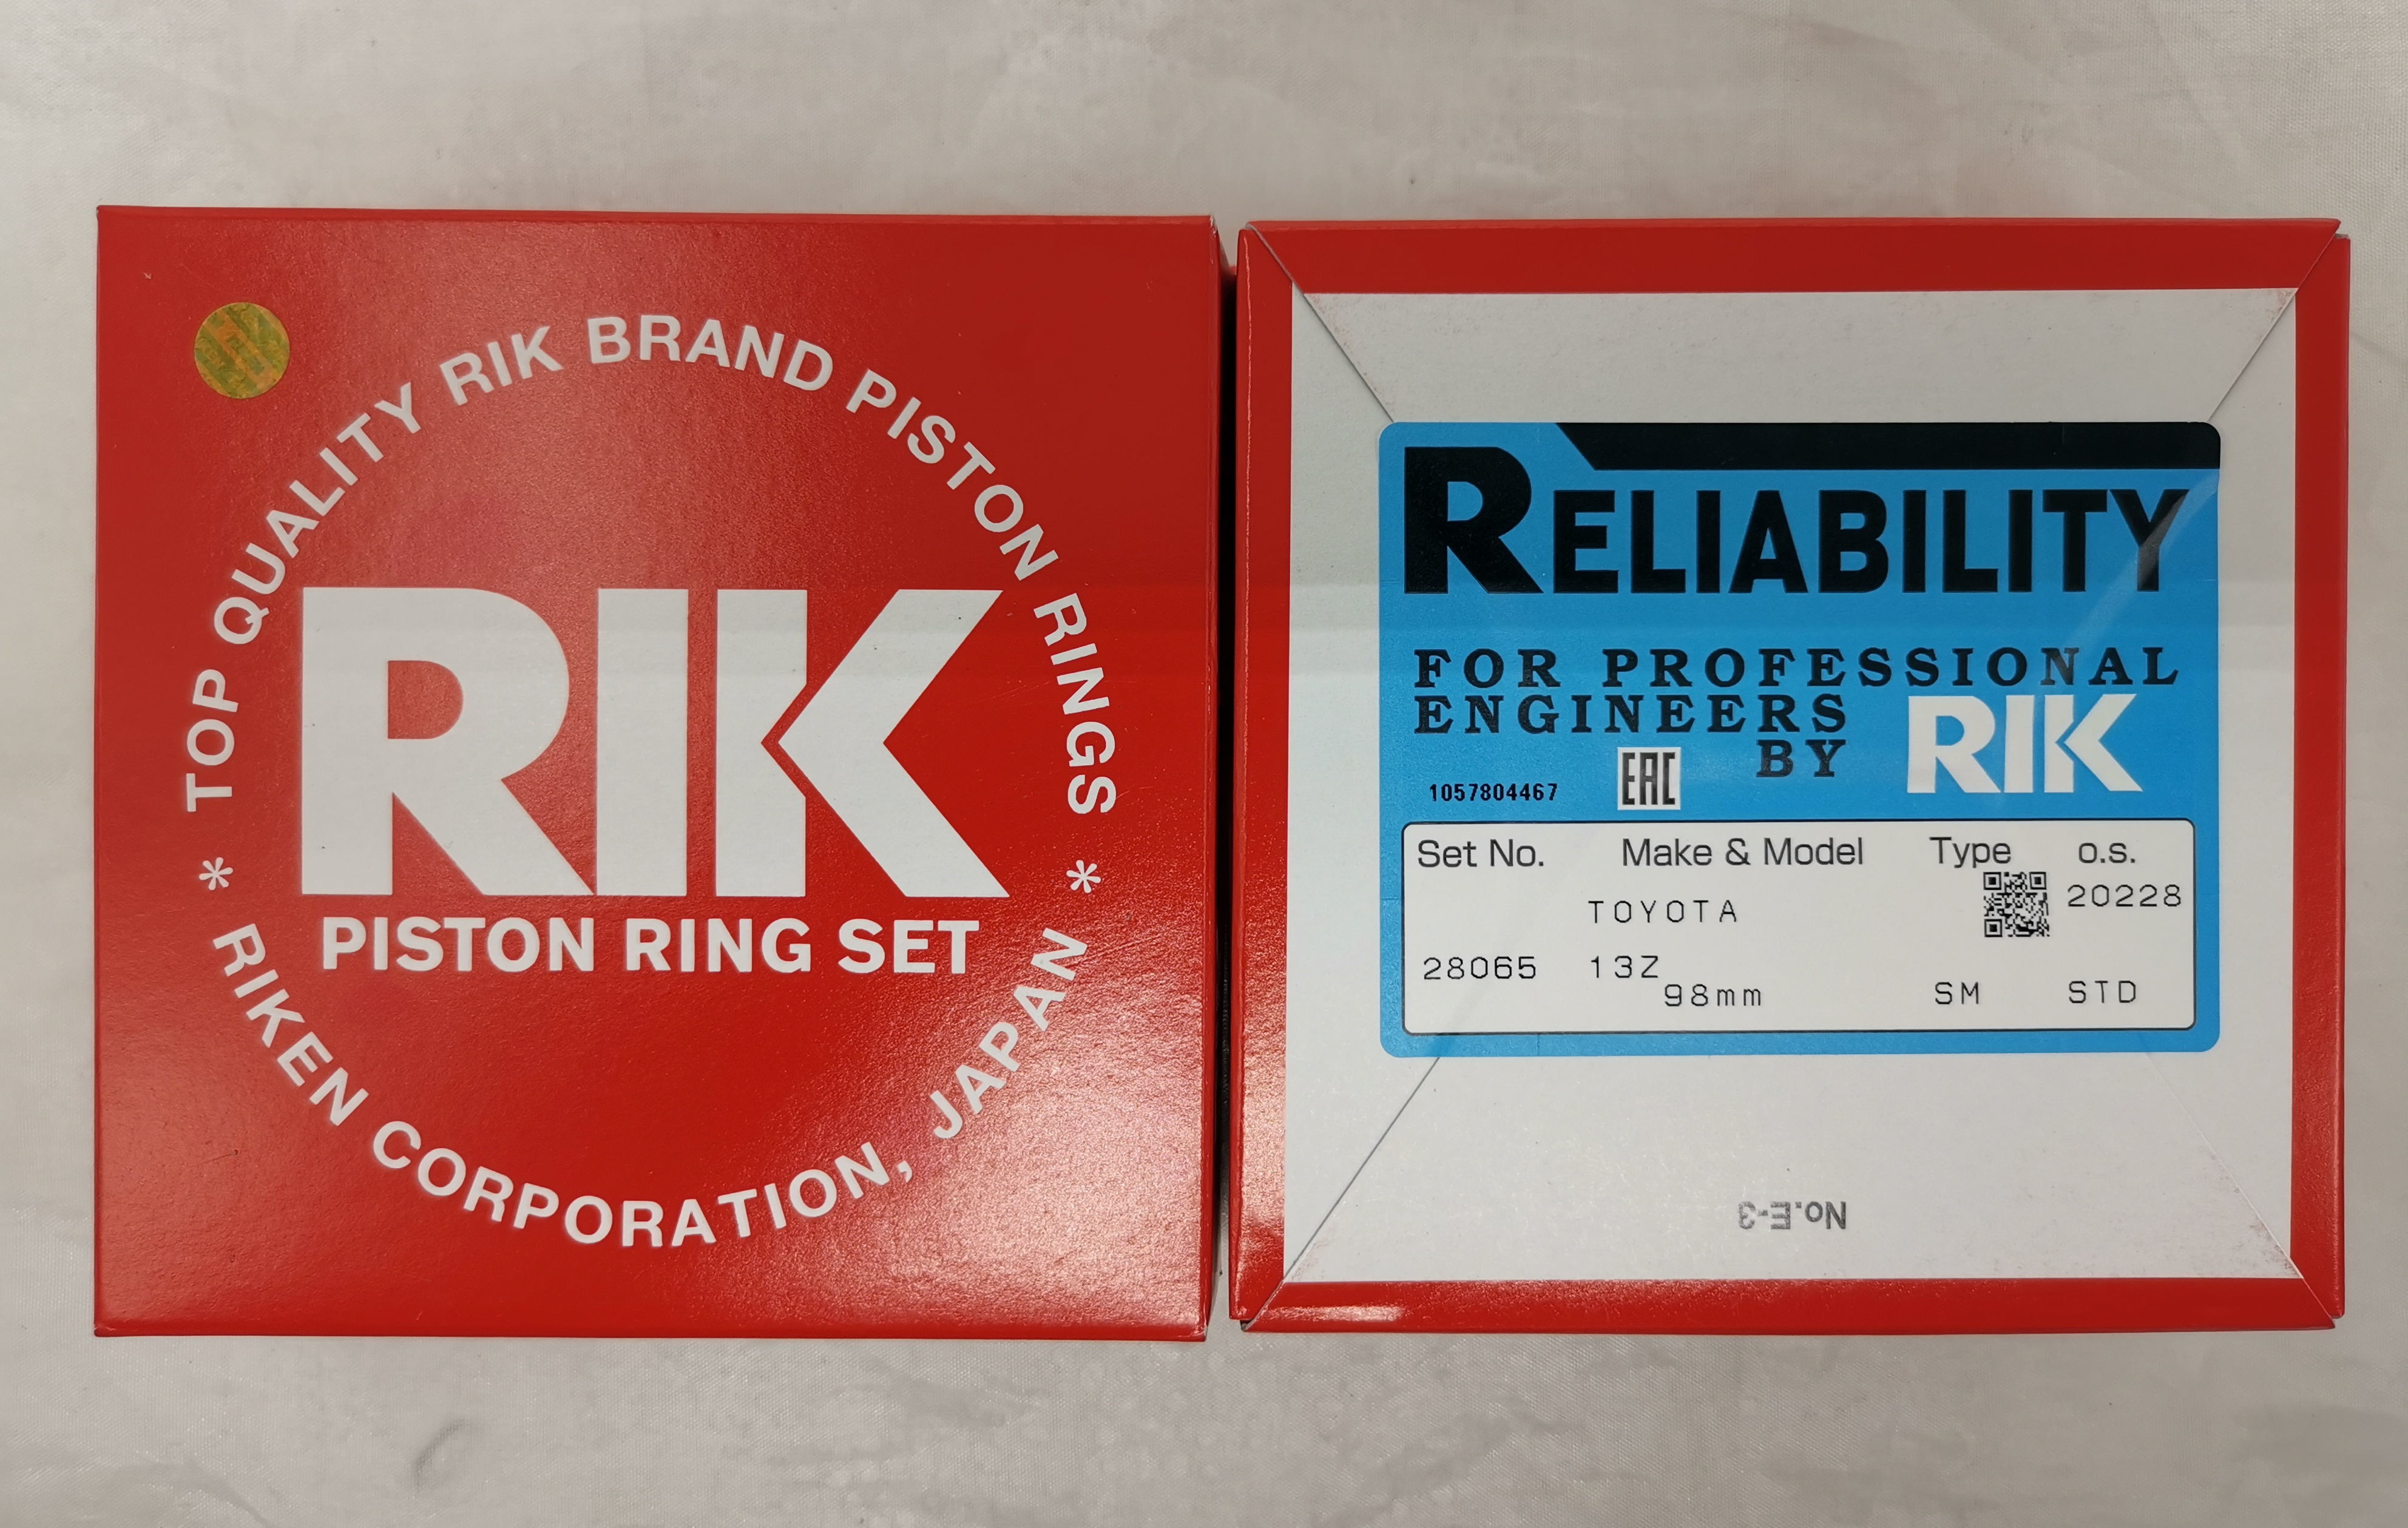 * TOP QUALITY RIK BRAND PISTON RINGS *
RIK
PISTON RING SET
RIKEN CORPORATION, JAPAN
RELIABILITY
FOR PROFESSIONAL
ENGINEERS
BY RIK
1057804467 EAC
Set No. Make & Model Type o.s.
20228
TOYOTA
28065 13Z
98mm SM STD
No.E-3